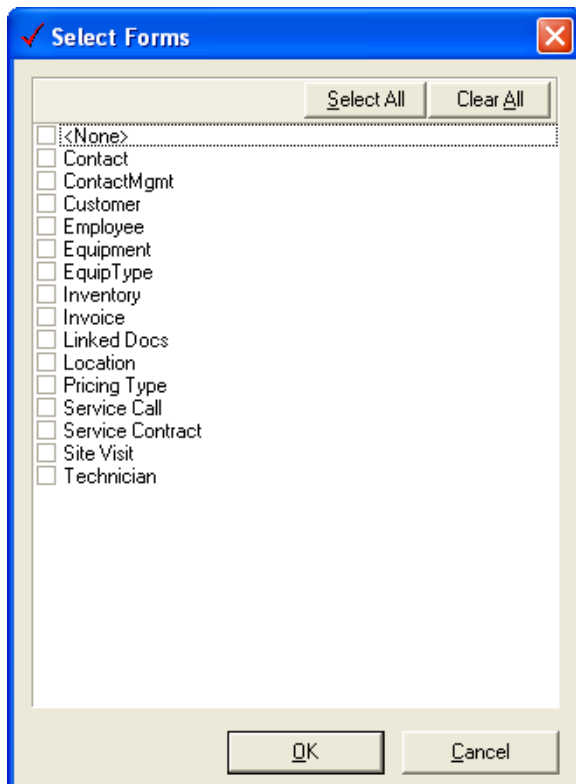 Select Forms
Select All Clear All
<None>
Contact
ContactMgmt
Customer
Employee
Equipment
EquipType
Inventory
Invoice
Linked Docs
Location
Pricing Type
Service Call
Service Contract
Site Visit
Technician
OK Cancel